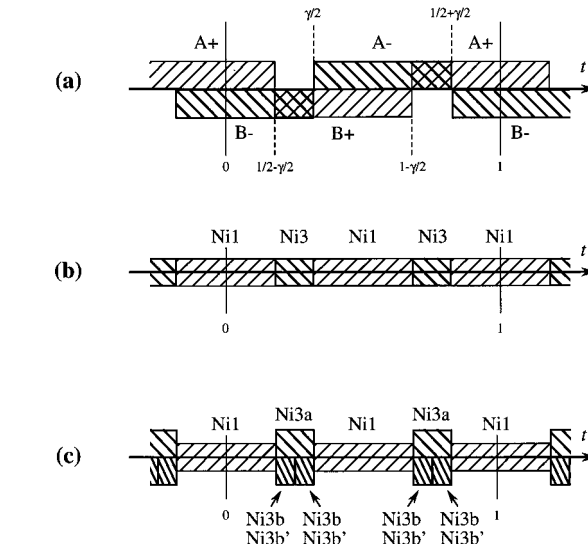 γ/2 1/2+γ/2
A+ A- A+ t
(a)
B- B+ B-
0 1/2-γ/2 1-γ/2 1
Ni1 Ni3 Ni1 Ni3 Ni1 t
(b)
0 1
Ni1 Ni3a Ni1 Ni3a Ni1 t
(c)
0 Ni3b Ni3b Ni3b Ni3b 1
Ni3b' Ni3b' Ni3b' Ni3b'